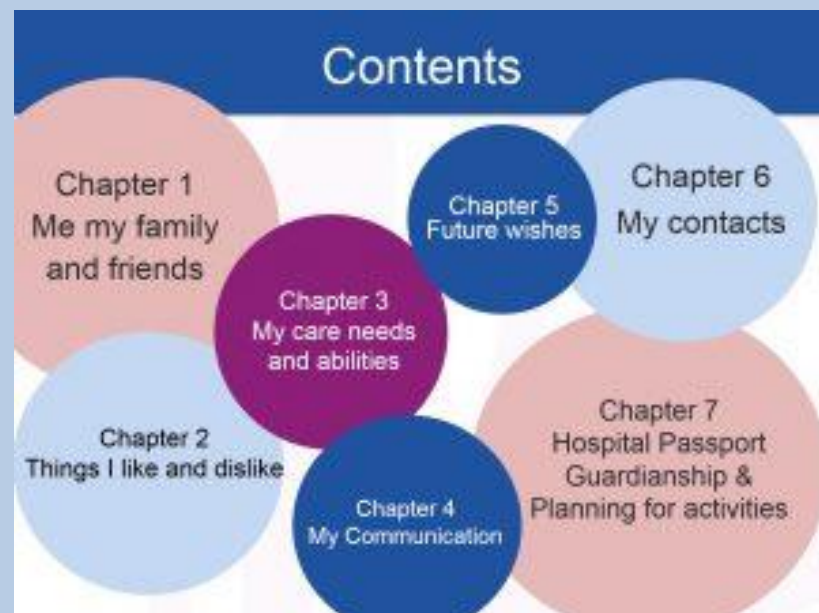 Contents
Chapter 1
Me my family
and friends
Chapter 2
Things I like and dislike
Chapter 3
My care needs
and abilities
Chapter 4
My Communication
Chapter 5
Future wishes
Chapter 6
My contacts
Chapter 7
Hospital Passport
Guardianship &
Planning for activities